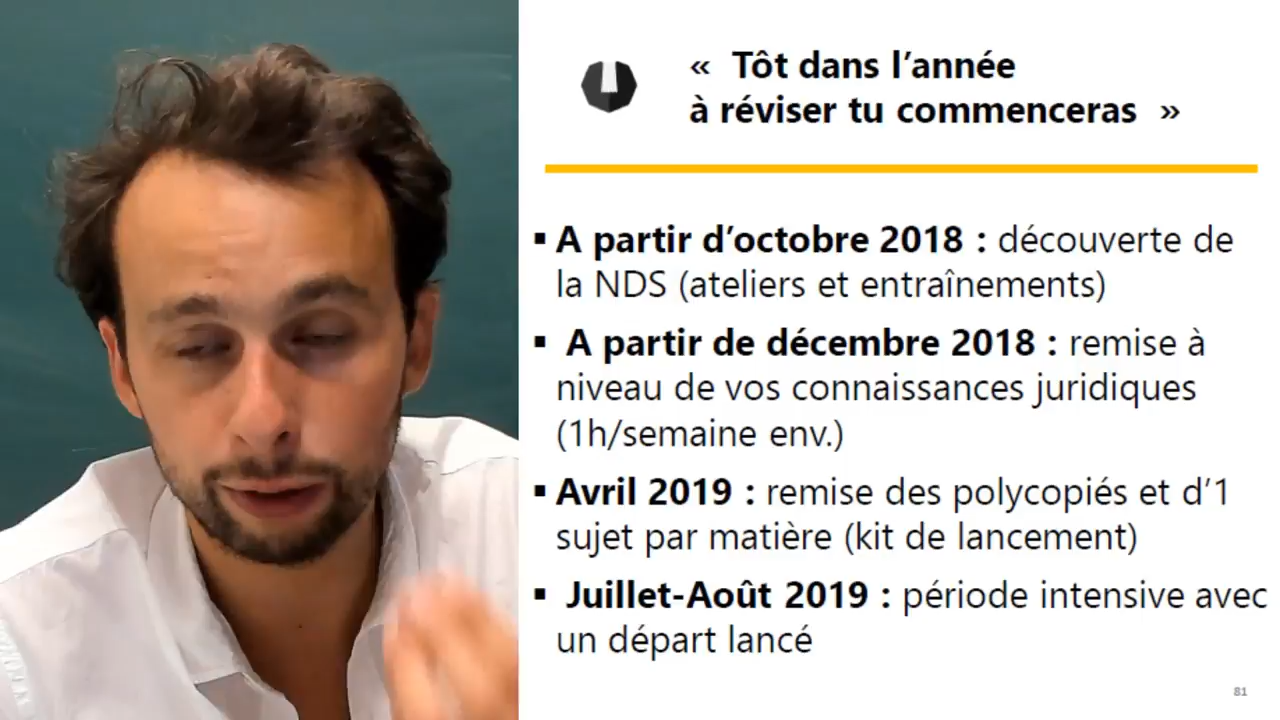 « Tôt dans l’année
à réviser tu commenceras »
▪ A partir d’octobre 2018 : découverte de
la NDS (ateliers et entraînements)
▪ A partir de décembre 2018 : remise à
niveau de vos connaissances juridiques
(1h/semaine env.)
▪ Avril 2019 : remise des polycopiés et d’1
sujet par matière (kit de lancement)
▪ Juillet-Août 2019 : période intensive avec
un départ lancé
81